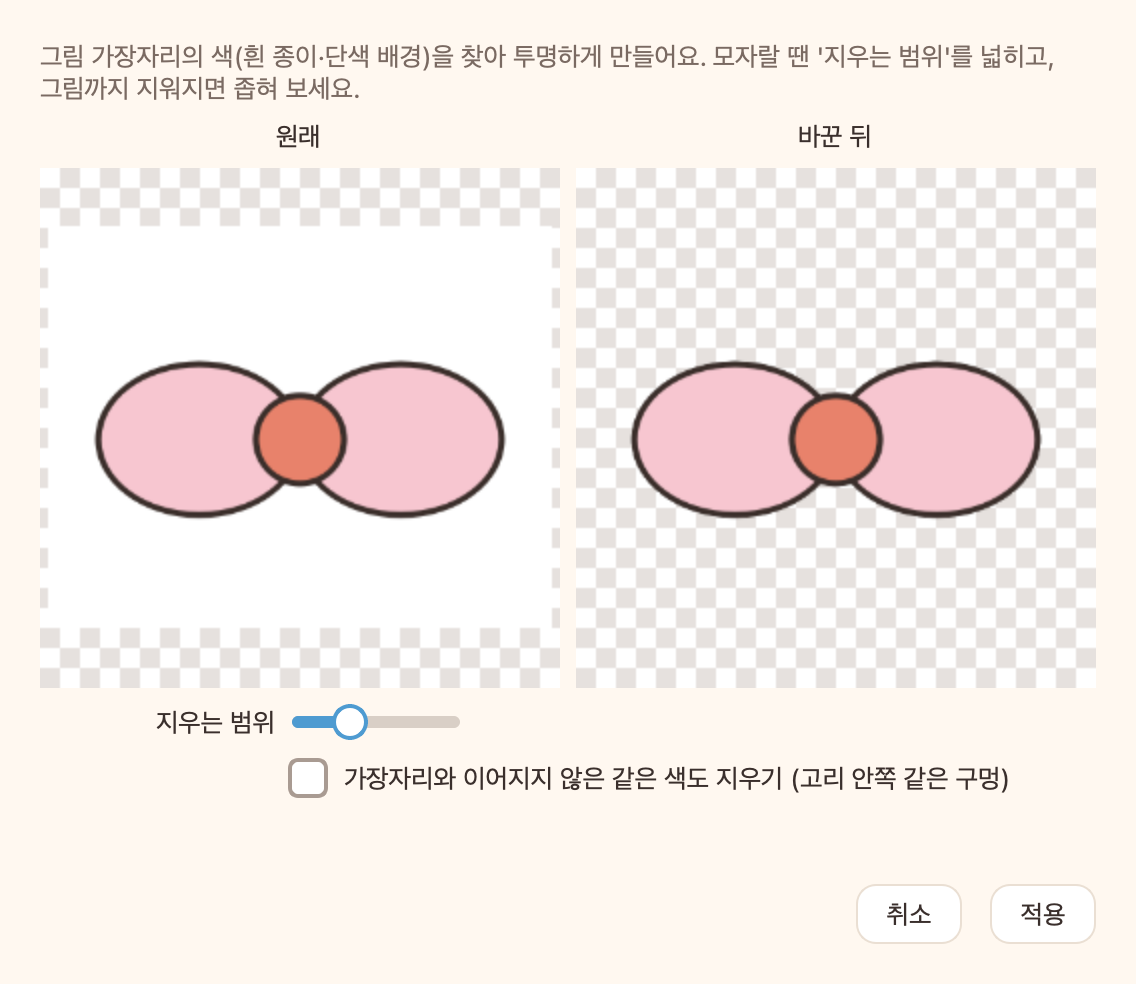 그림 가장자리의 색(흰 종이·단색 배경)을 찾아 투명하게 만들어요. 모자랄 땐 '지우는 범위'를 넓히고,
그림까지 지워지면 좁혀 보세요.
원래
바꾼 뒤
지우는 범위
가장자리와 이어지지 않은 같은 색도 지우기 (고리 안쪽 같은 구멍)
취소
적용